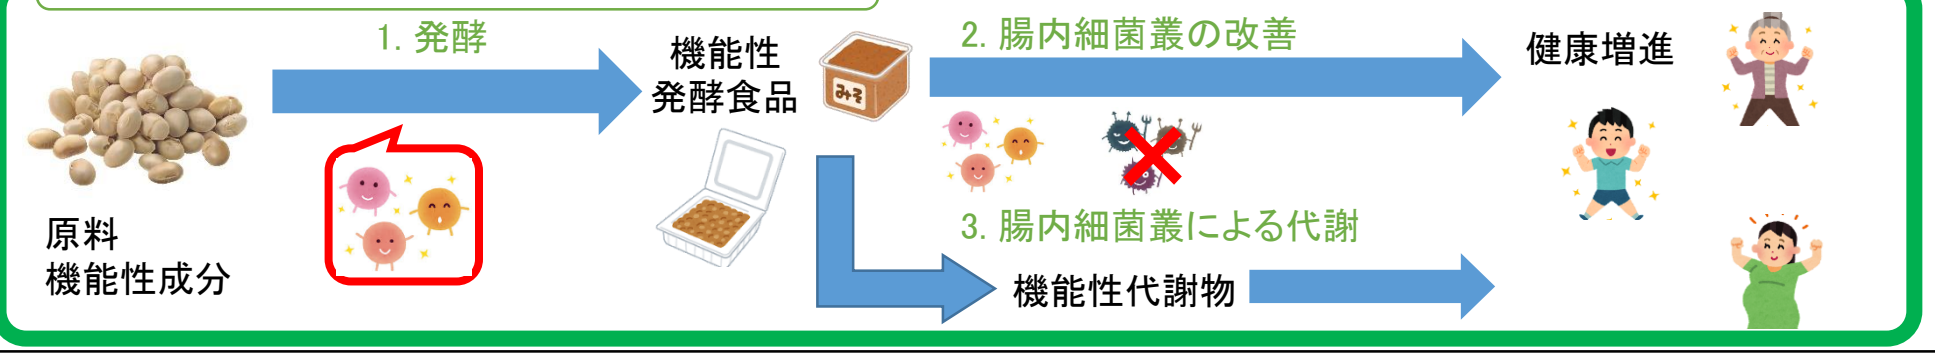 1. 発酵
機能性
発酵食品
みそ
2. 腸内細菌叢の改善
健康増進
原料
機能性成分
3. 腸内細菌叢による代謝
機能性代謝物